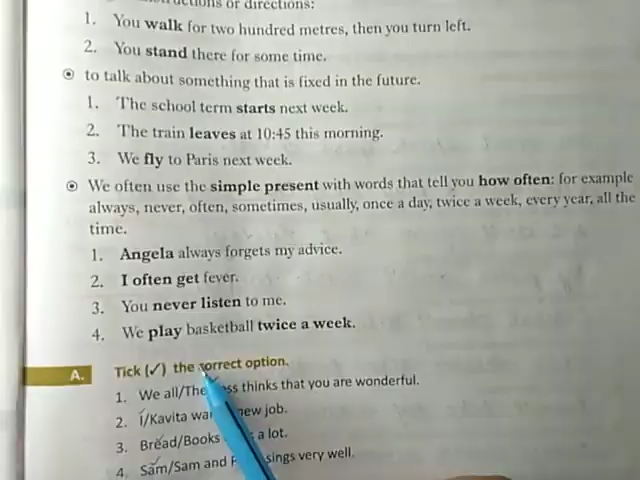 or directions:
1. You walk for two hundred metres, then you turn left.
2. You stand there for some time.
to talk about something that is fixed in the future.
1. The school term starts next week.
2. The train leaves at 10:45 this morning.
3. We fly to Paris next week.
We often use the simple present with words that tell you how often: for example
always, never, often, sometimes, usually, once a day, twice a week, every year, all the
time.
1. Angela always forgets my advice.
2. I often get fever.
3. You never listen to me.
4. We play basketball twice a week.
A. Tick (✓) the correct option.
1. We all/The thinks that you are wonderful.
2. I/Kavita new job.
3. Bread/Books a lot.
4. Sam/Sam and sings very well.